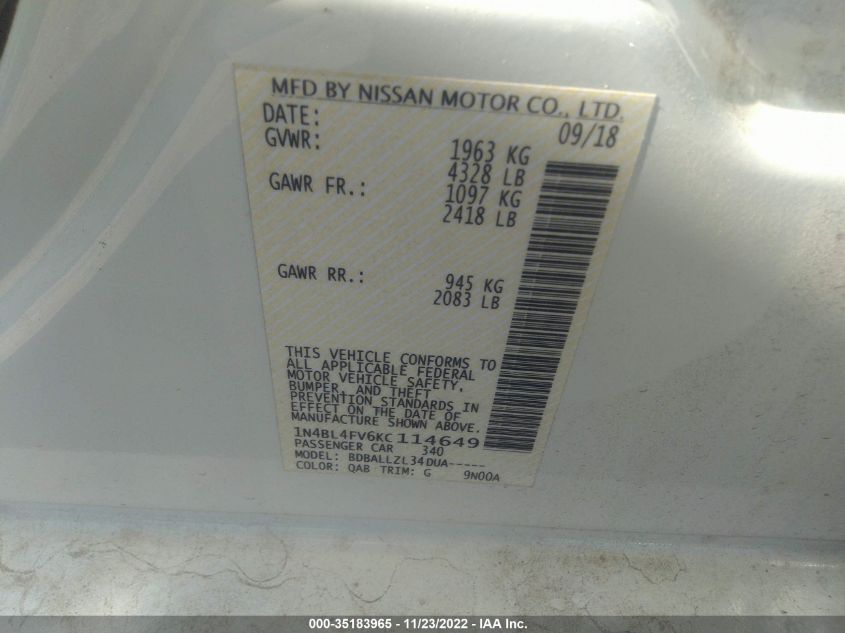 MFD BY NISSAN MOTOR CO., LTD.
DATE: 09/18
GVWR: 1963 KG
4328 LB
GAWR FR.: 1097 KG
2418 LB
GAWR RR.: 945 KG
2083 LB
THIS VEHICLE CONFORMS TO
ALL APPLICABLE FEDERAL
MOTOR VEHICLE SAFETY,
BUMPER, AND THEFT
PREVENTION STANDARDS IN
EFFECT ON THE DATE OF
MANUFACTURE SHOWN ABOVE.
1N4BL4FV6KC114649
PASSENGER CAR 340
MODEL: BDBALLZL34DUA-----
COLOR: QAB TRIM: G 9N00A
000-35183965 - 11/23/2022 - IAA Inc.